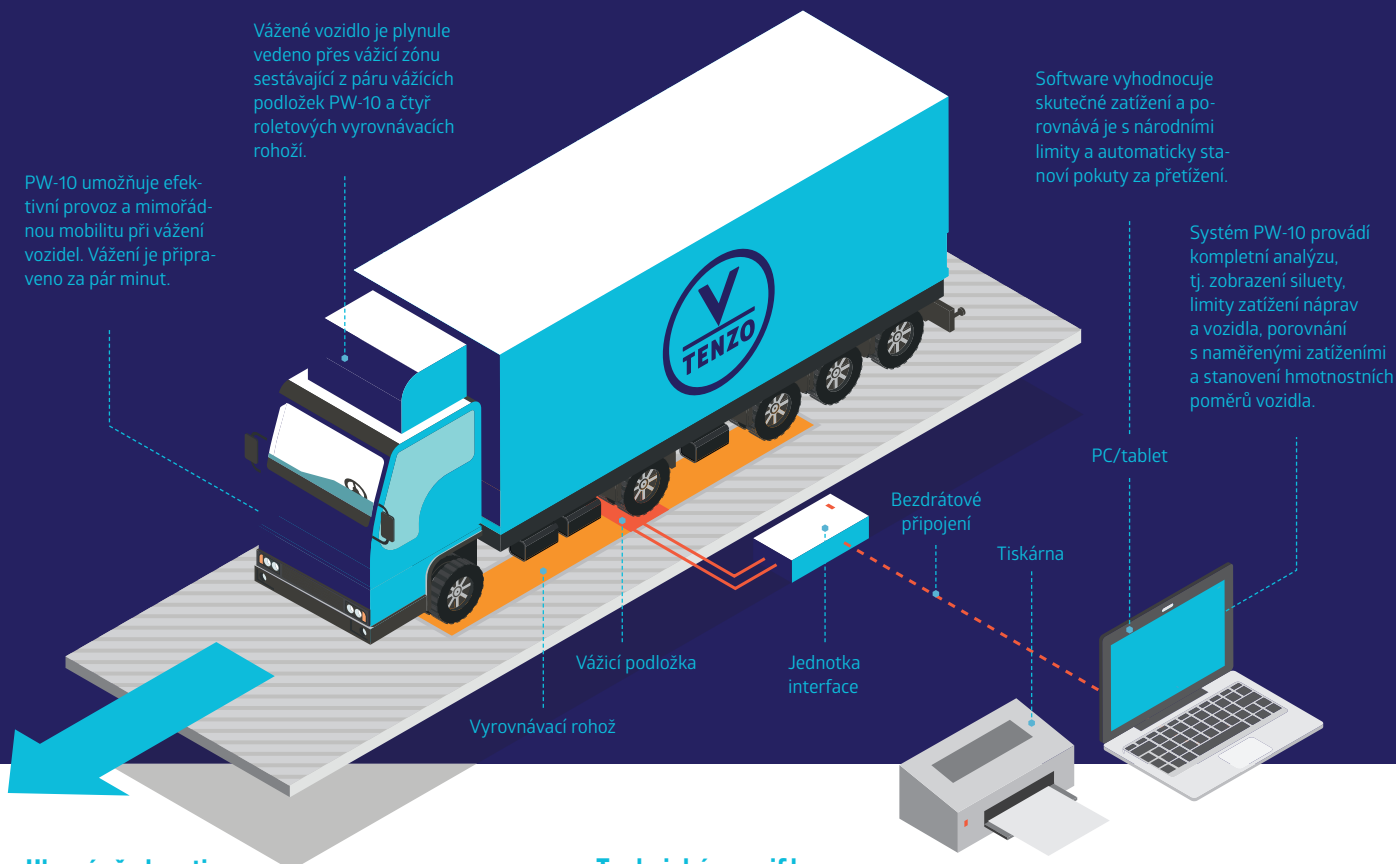 Vážené vozidlo je plynule
vedeno přes vážicí zónu
sestávající z páru vážících
podložek PW-10 a čtyř
roletových vyrovnávacích
rohoží.
PW-10 umožňuje efek-
tivní provoz a mimořád-
nou mobilitu při vážení
vozidel. Vážení je připra-
veno za pár minut.
Software vyhodnocuje
skutečné zatížení a po-
rovnává je s národními
limity a automaticky sta-
noví pokuty za přetížení.
Systém PW-10 provádí
kompletní analýzu,
tj. zobrazení siluety,
limity zatížení náprav
a vozidla, porovnání
s naměřenými zatíženími
a stanovení hmotnostních
poměrů vozidla.
V
TENZO
PC/tablet
Bezdrátové
připojení
Tiskárna
Vážicí podložka
Jednotka
interface
Vyrovnávací rohož